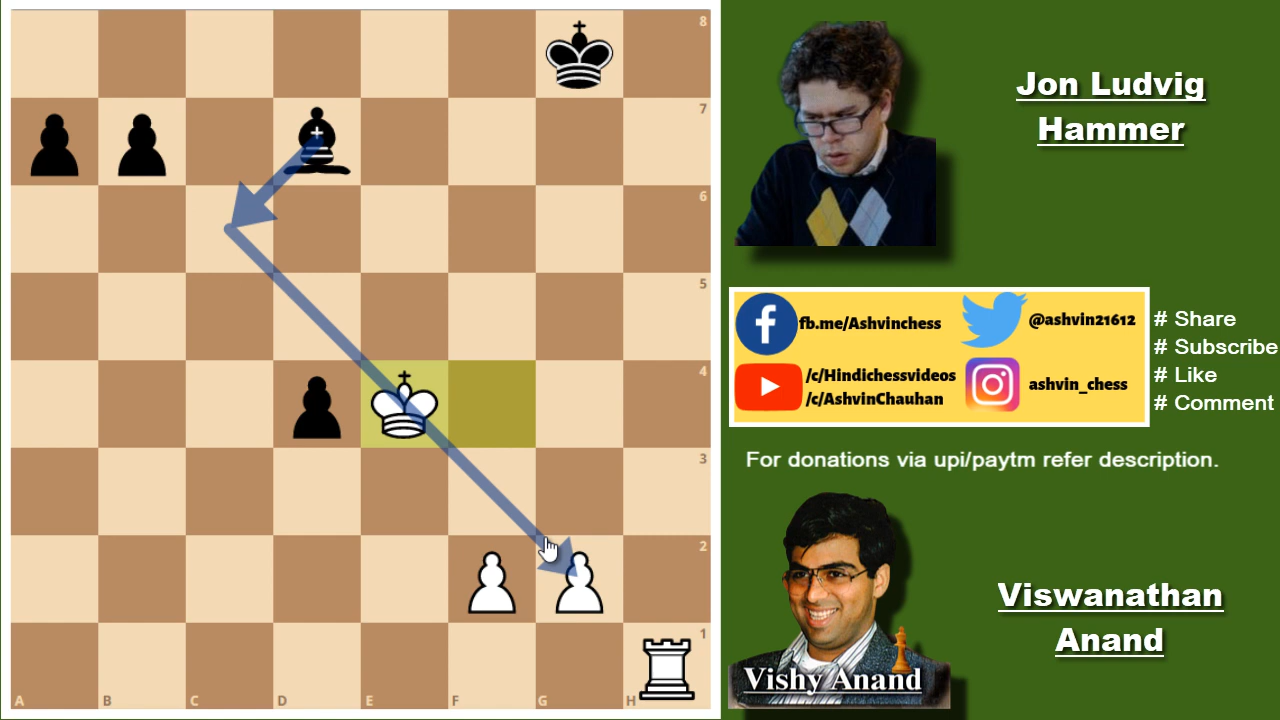 8
7
6
5
4
3
2
1
A B C D E F G H
Jon Ludvig
Hammer
fb.me/Ashvinchess
@ashvin21612
/c/Hindichessvideos
/c/AshvinChauhan
ashvin_chess
# Share
# Subscribe
# Like
# Comment
For donations via upi/paytm refer description.
Viswanathan
Anand
Vishy Anand